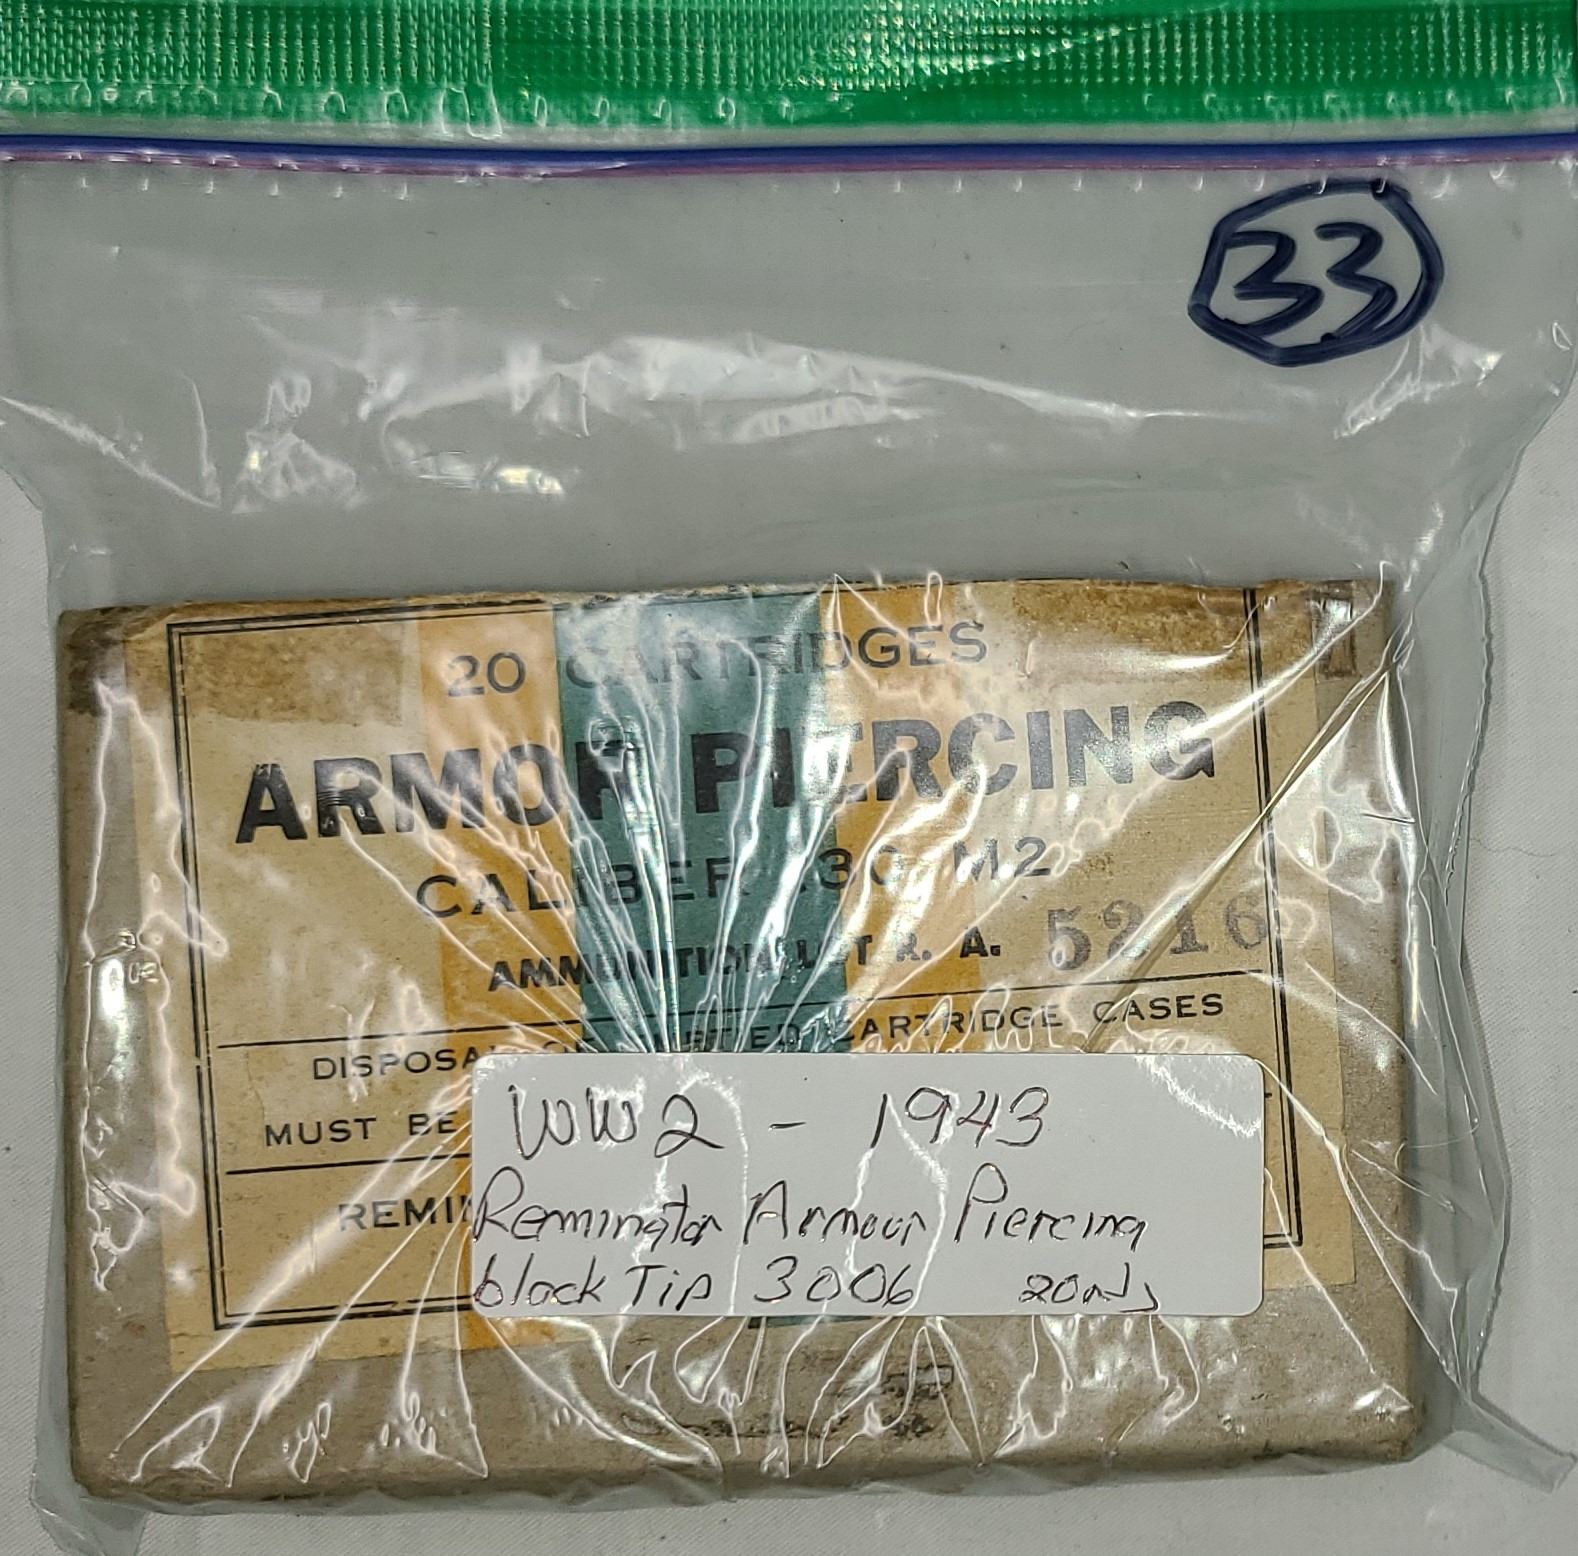 33
20 CARTRIDGES
ARMOR PIERCING
CALIBER .30 M2
AMMUNITION LOT R. A. 5216
DISPOSAL OF CARTRIDGE CASES
MUST BE
REMI
WW2 - 1943
Remington Armour Piercing
black Tip 3006 20rds